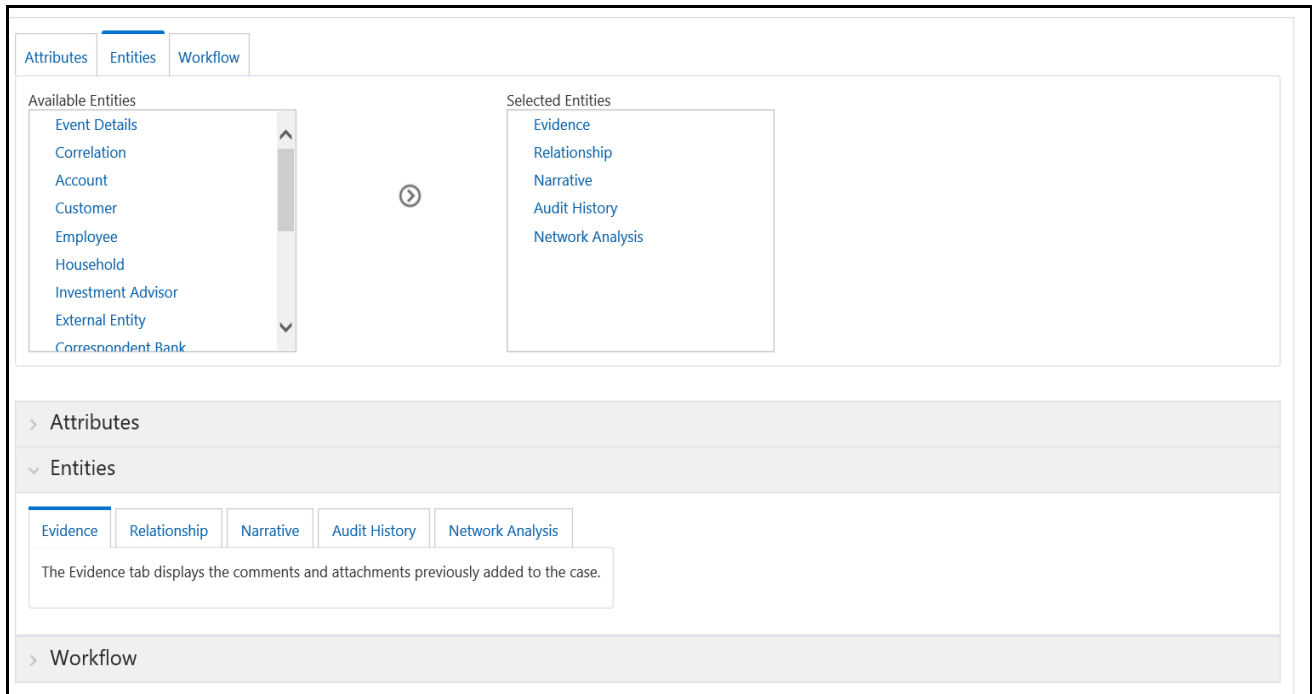 Attributes Entities Workflow
Available Entities
Event Details
Correlation
Account
Customer
Employee
Household
Investment Advisor
External Entity
Correspondent Bank
Selected Entities
Evidence
Relationship
Narrative
Audit History
Network Analysis
Attributes
Entities
Evidence Relationship Narrative Audit History Network Analysis
The Evidence tab displays the comments and attachments previously added to the case.
Workflow